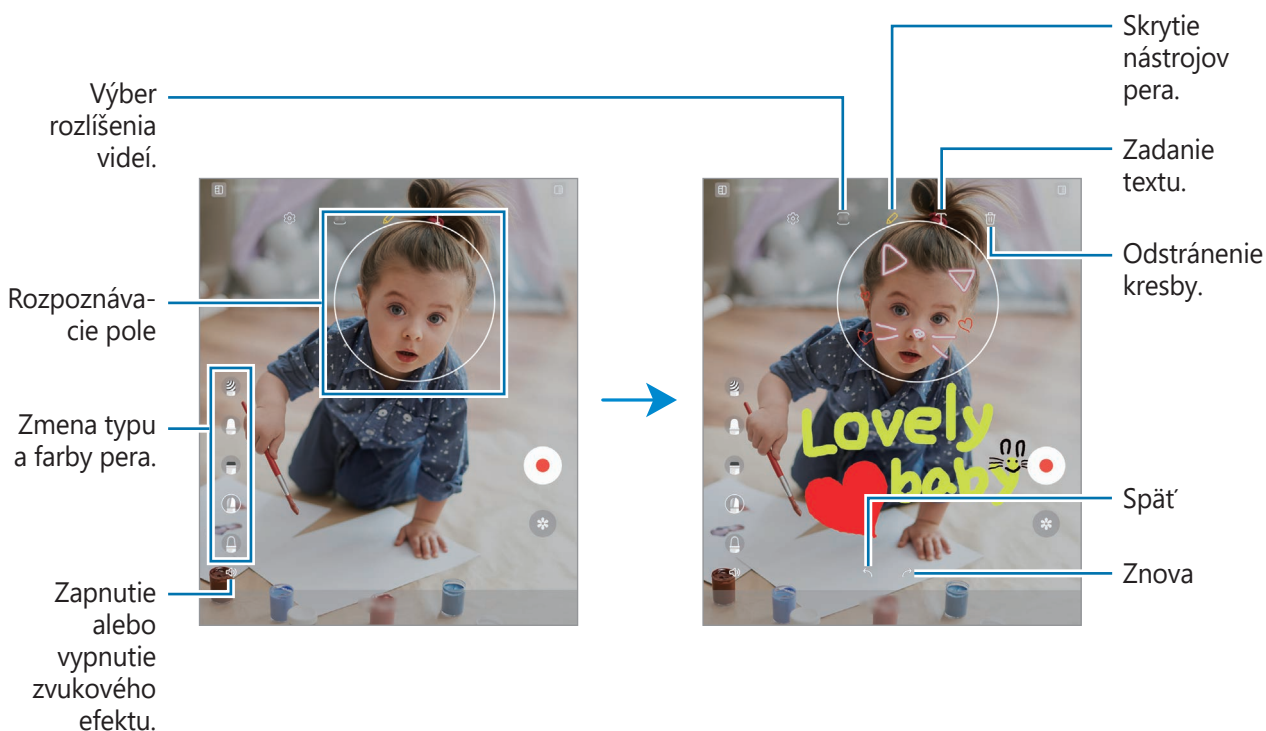 Výber
rozlíšenia
videí.
Rozpoznáva-
cie pole
Zmena typu
a farby pera.
Zapnutie
alebo
vypnutie
zvukového
efektu.
Skrytie
nástrojov
pera.
Zadanie
textu.
Odstránenie
kresby.
Lovely
baby
Späť
Znova